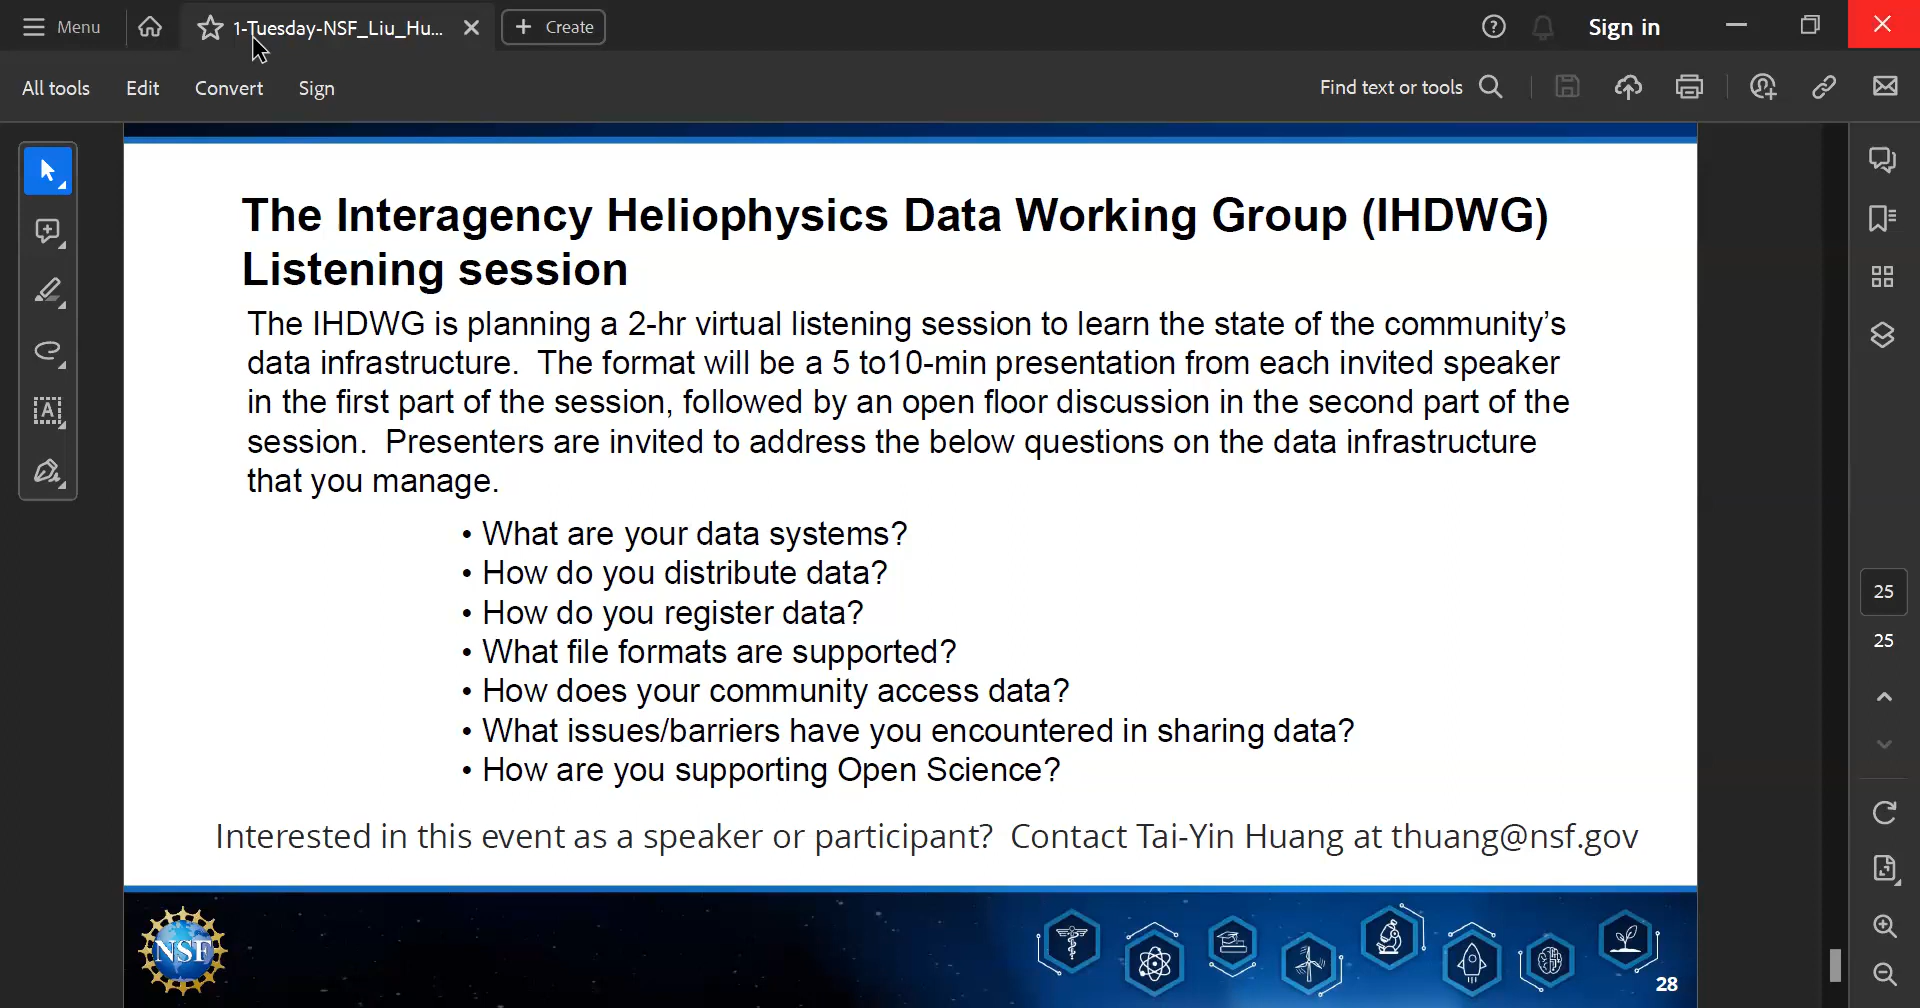 Menu
1-Tuesday-NSF_Liu_Hu...
Create
Sign in
All tools
Edit
Convert
Sign
Find text or tools
The Interagency Heliophysics Data Working Group (IHDWG)
Listening session
The IHDWG is planning a 2-hr virtual listening session to learn the state of the community’s
data infrastructure.  The format will be a 5 to10-min presentation from each invited speaker
in the first part of the session, followed by an open floor discussion in the second part of the
session.  Presenters are invited to address the below questions on the data infrastructure
that you manage.
• What are your data systems?
• How do you distribute data?
• How do you register data?
• What file formats are supported?
• How does your community access data?
• What issues/barriers have you encountered in sharing data?
• How are you supporting Open Science?
Interested in this event as a speaker or participant?  Contact Tai-Yin Huang at thuang@nsf.gov
NSF
28
25
25